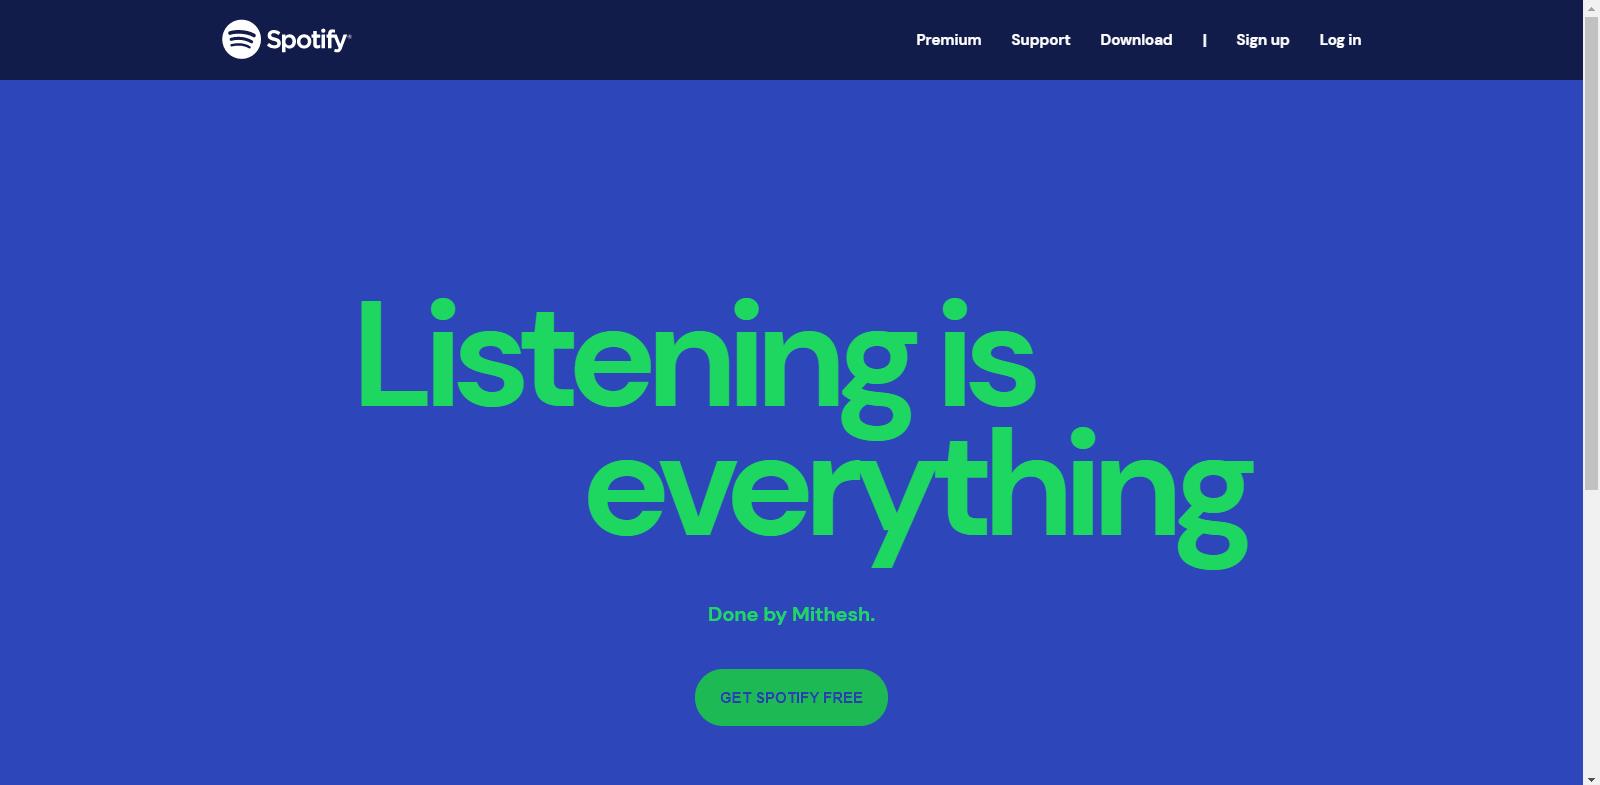 Spotify®
Premium Support Download | Sign up Log in
Listening is
everything
Done by Mithesh.
GET SPOTIFY FREE